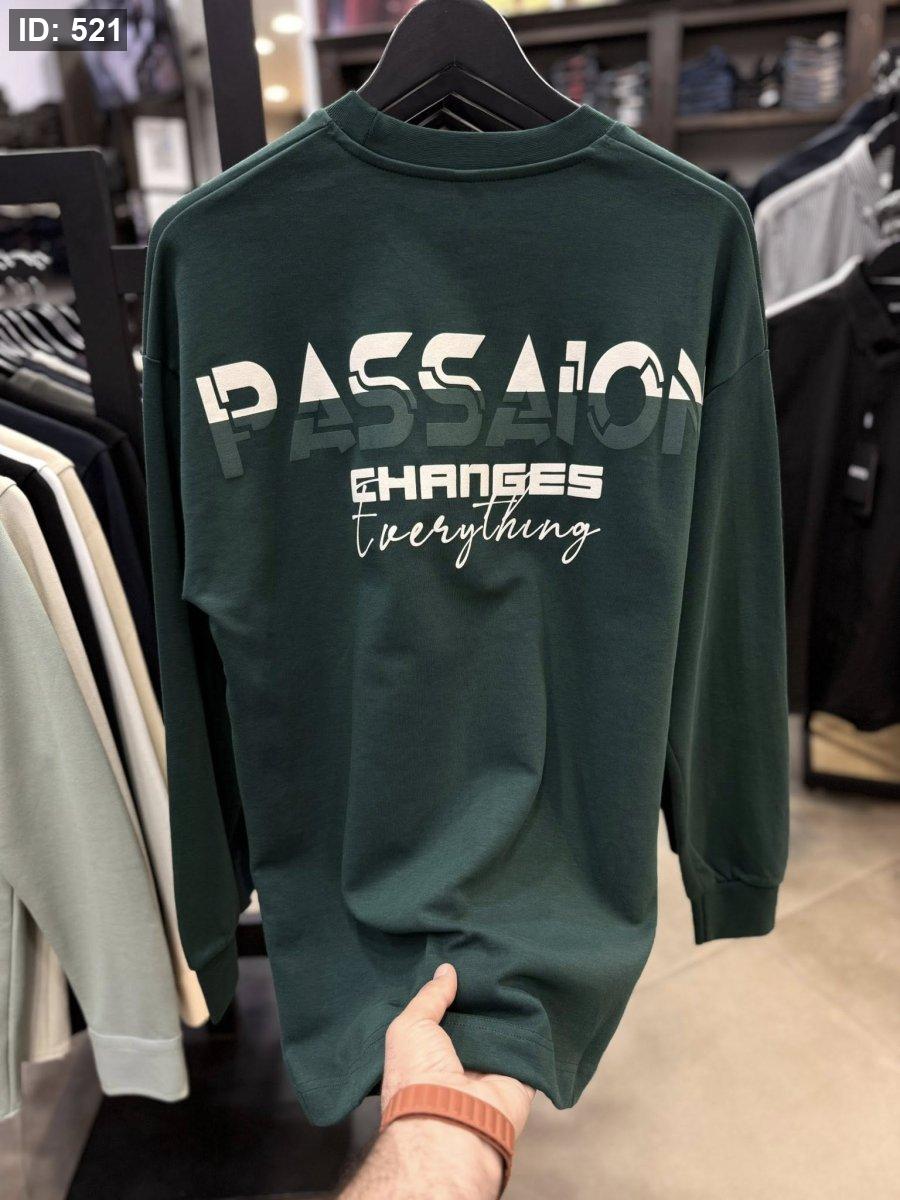 ID: 521
PASSAION
CHANGES
Everything